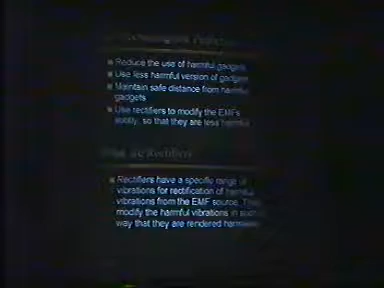 Reduce the use of harmful gadgets
Use less harmful version of gadgets
Maintain safe distance from harmful
gadgets
Use rectifiers to modify the EMFs
subtly, so that they are less harmful
Rectifiers have a specific range of
vibrations for rectification of harmful
vibrations from the EMF source. They
modify the harmful vibrations in such
way that they are rendered harmless